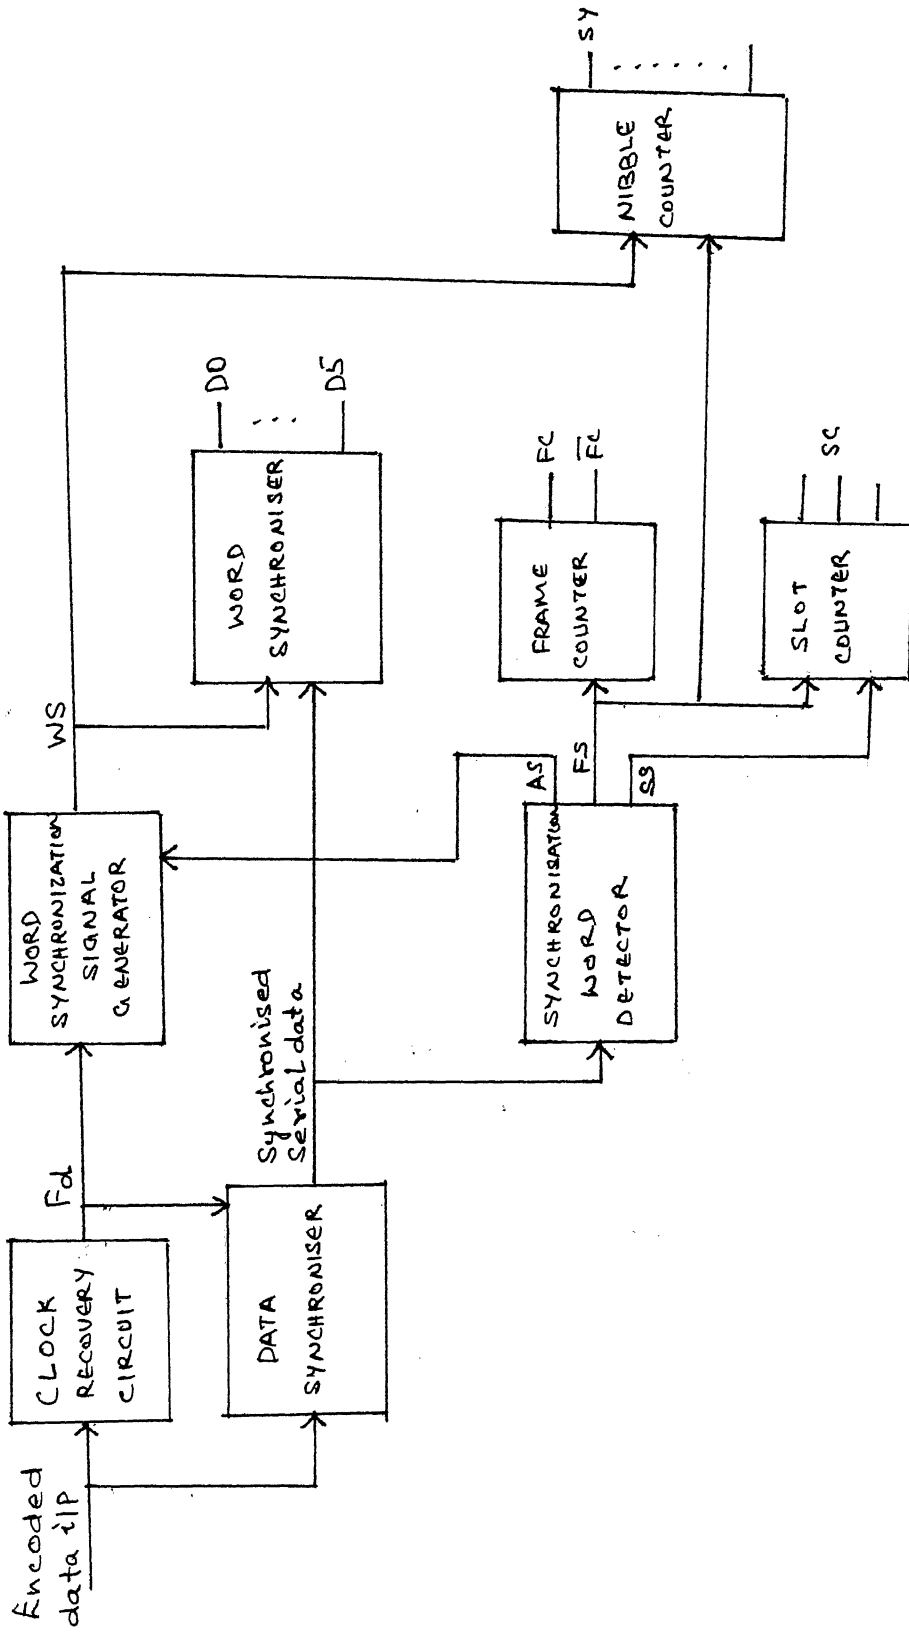 Encoded
data i/p
CLOCK
RECOVERY
CIRCUIT
Fd
WORD
SYNCHRONIZATION
SIGNAL
GENERATOR
WS
DATA
SYNCHRONISER
Synchronised
serial data
WORD
SYNCHRONISER
D0
....
D5
SYNCHRONISATION
WORD
DETECTOR
AS
FS
SS
FRAME
COUNTER
FC
F̅C̅
SLOT
COUNTER
SC
NIBBLE
COUNTER
SY
.......